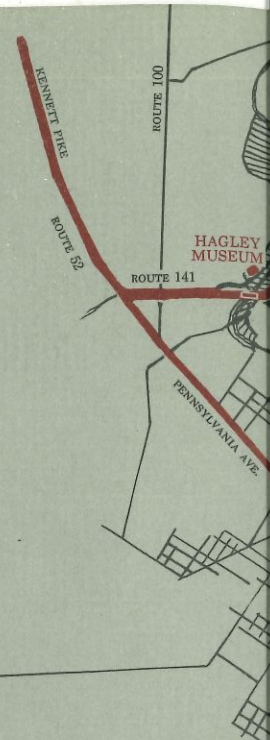 KENNETT PIKE
ROUTE 100
ROUTE 52
HAGLEY
MUSEUM
ROUTE 141
PENNSYLVANIA AVE.